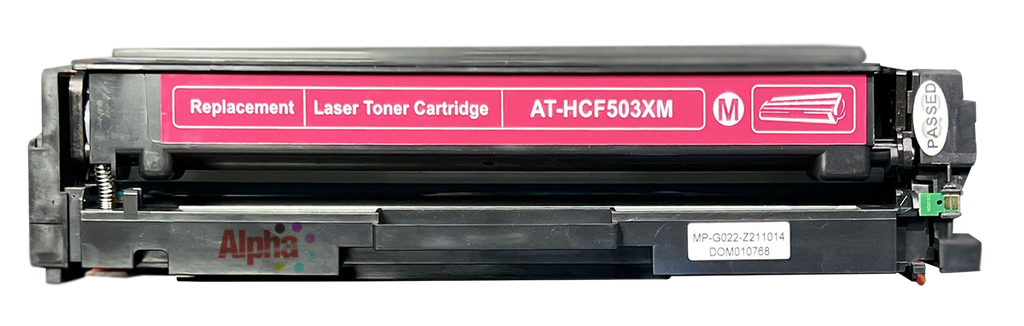 Replacement Laser Toner Cartridge AT-HCF503XM M
PASSED
Alpha
MP-G022-Z211014
DOM010768